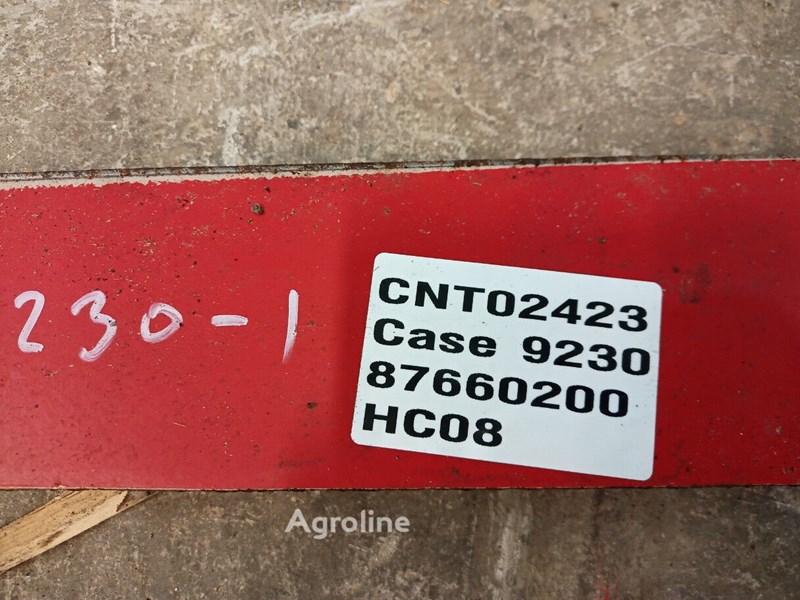 230-1
CNT02423
Case 9230
87660200
HC08
Agroline